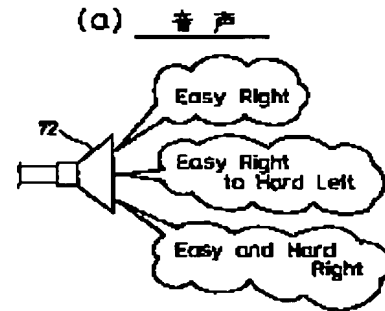 (a) 音声
72
Easy Right
Easy Right
to Hard Left
Easy and Hard
Right